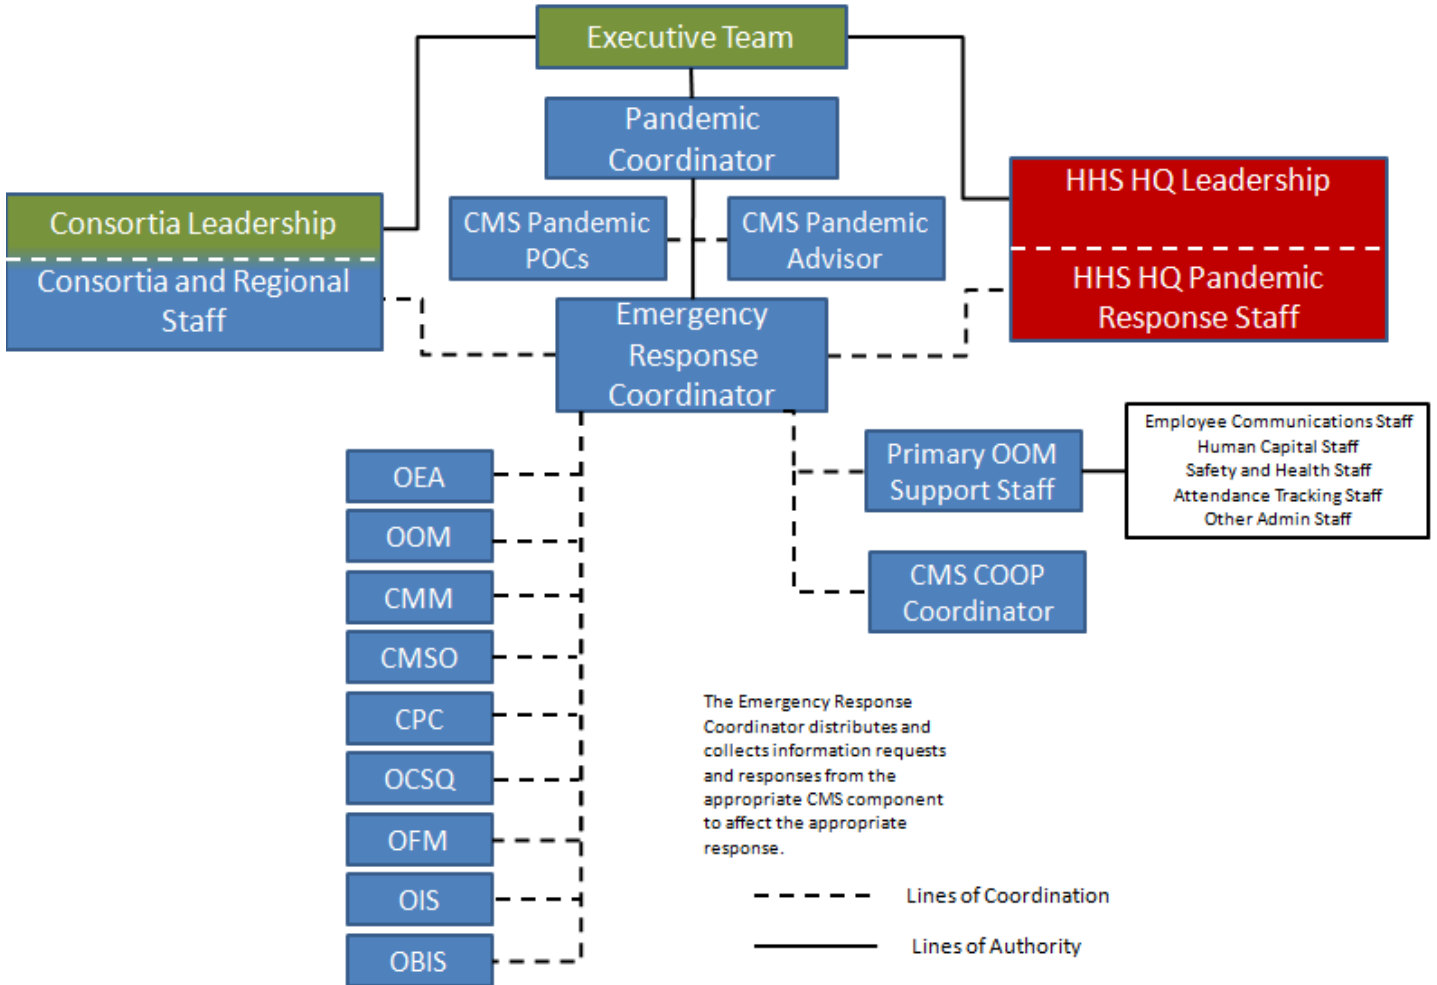 Executive Team
Pandemic
Coordinator
HHS HQ Leadership
Consortia Leadership
CMS Pandemic
POCs
CMS Pandemic
Advisor
Consortia and Regional
Staff
HHS HQ Pandemic
Response Staff
Emergency
Response
Coordinator
Primary OOM
Support Staff
Employee Communications Staff
Human Capital Staff
Safety and Health Staff
Attendance Tracking Staff
Other Admin Staff
OEA
OOM
CMM
CMSO
CPC
OCSQ
OFM
OIS
OBIS
CMS COOP
Coordinator
The Emergency Response
Coordinator distributes and
collects information requests
and responses from the
appropriate CMS component
to affect the appropriate
response.
Lines of Coordination
Lines of Authority